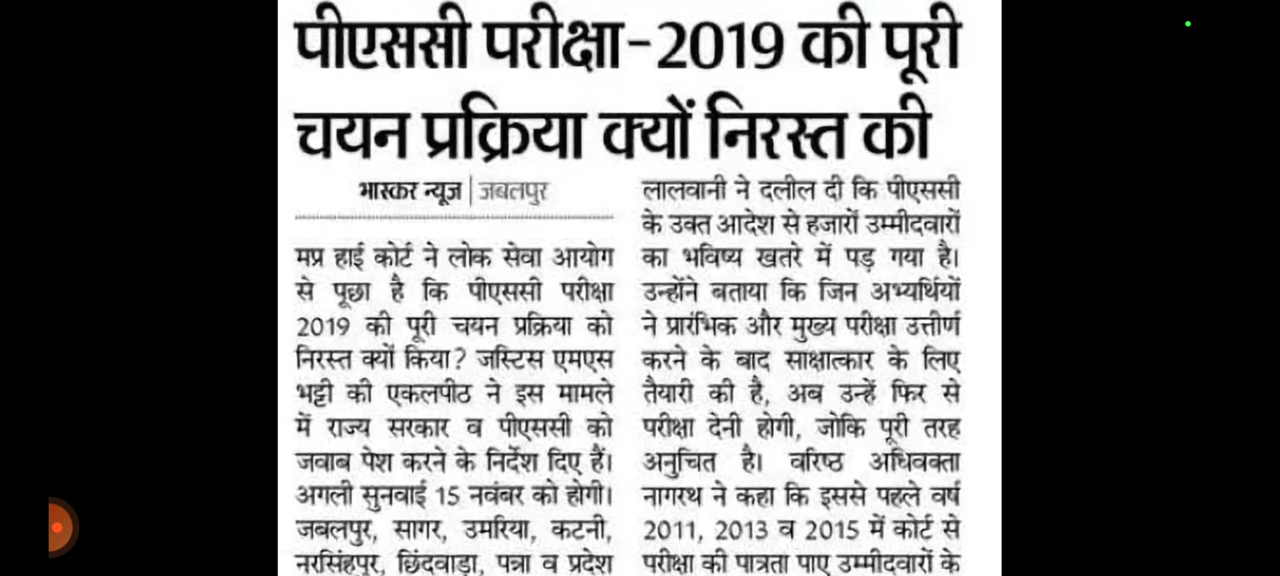 पीएससी परीक्षा-2019 की पूरी
चयन प्रक्रिया क्यों निरस्त की
भास्कर न्यूज | जबलपुर
मप्र हाई कोर्ट ने लोक सेवा आयोग
से पूछा है कि पीएससी परीक्षा
2019 की पूरी चयन प्रक्रिया को
निरस्त क्यों किया? जस्टिस एमएस
भट्टी की एकलपीठ ने इस मामले
में राज्य सरकार व पीएससी को
जवाब पेश करने के निर्देश दिए हैं।
अगली सुनवाई 15 नवंबर को होगी।
जबलपुर, सागर, उमरिया, कटनी,
नरसिंहपुर, छिंदवाड़ा, पन्ना व प्रदेश
लालवानी ने दलील दी कि पीएससी
के उक्त आदेश से हजारों उम्मीदवारों
का भविष्य खतरे में पड़ गया है।
उन्होंने बताया कि जिन अभ्यर्थियों
ने प्रारंभिक और मुख्य परीक्षा उत्तीर्ण
करने के बाद साक्षात्कार के लिए
तैयारी की है, अब उन्हें फिर से
परीक्षा देनी होगी, जोकि पूरी तरह
अनुचित है। वरिष्ठ अधिवक्ता
नागरथ ने कहा कि इससे पहले वर्ष
2011, 2013 व 2015 में कोर्ट से
परीक्षा की पात्रता पाए उम्मीदवारों के